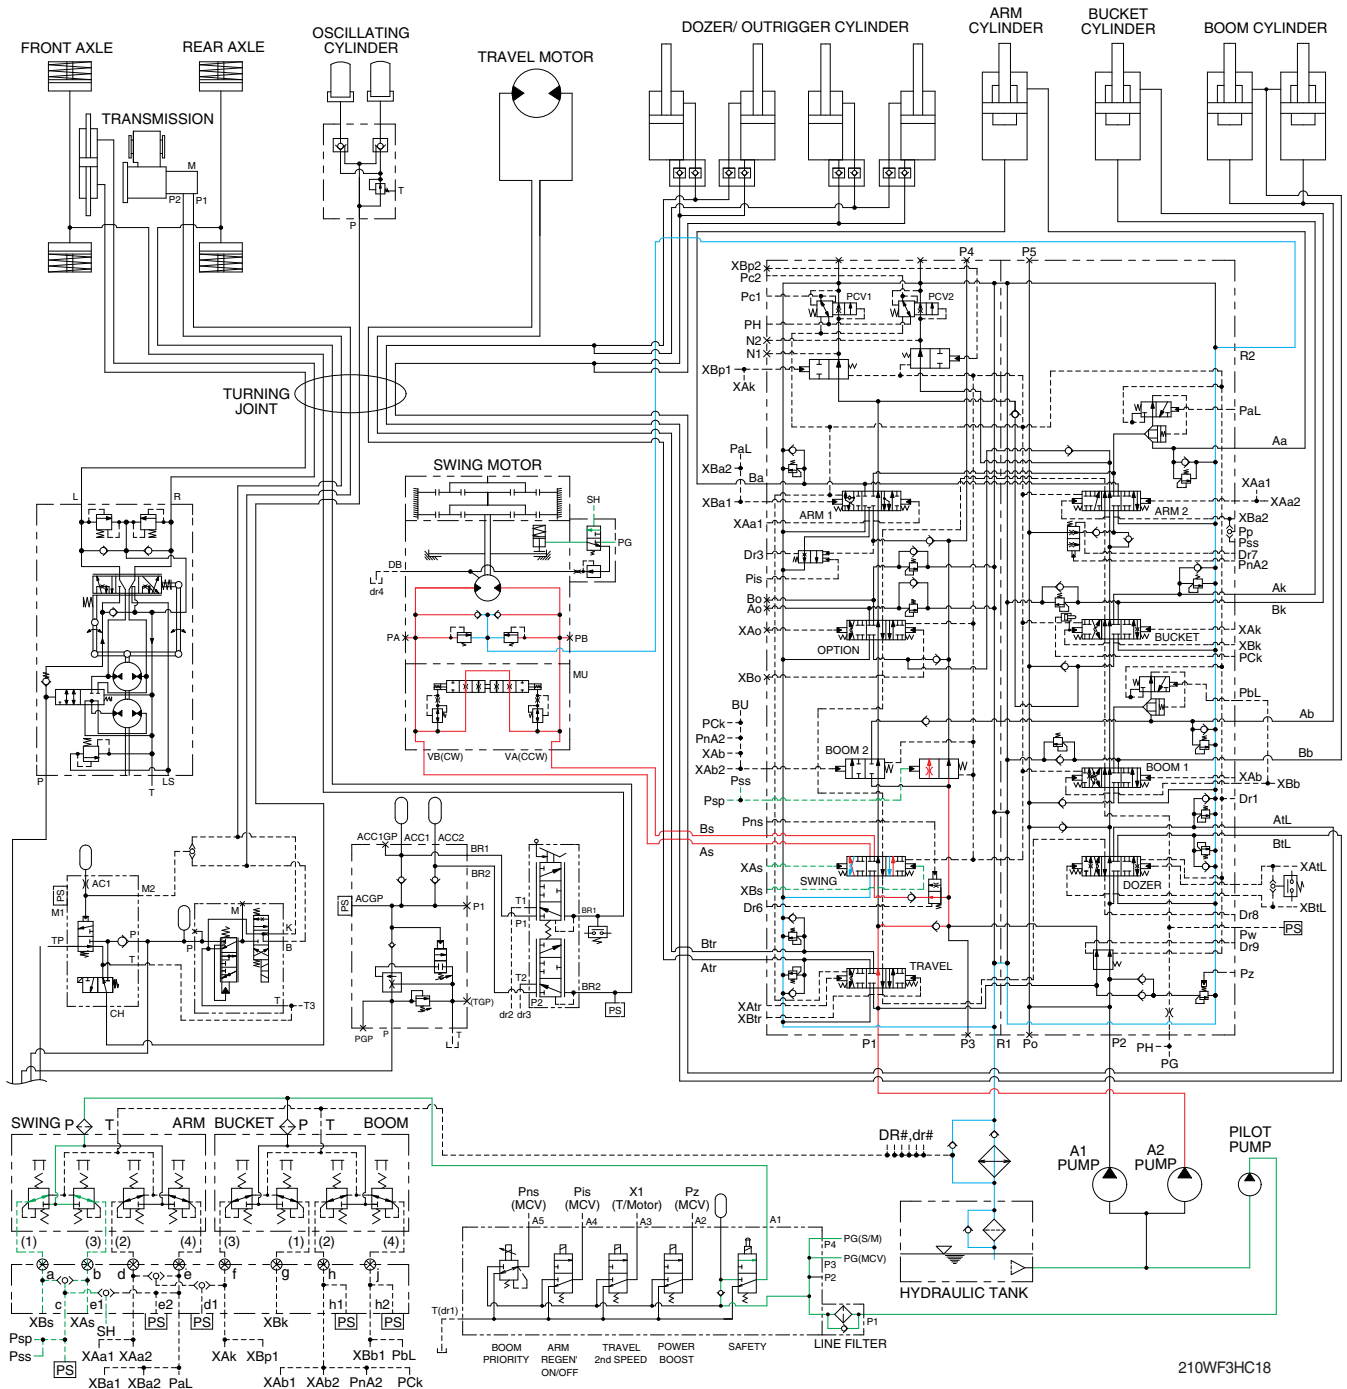 FRONT AXLE
REAR AXLE
OSCILLATING
CYLINDER
TRAVEL MOTOR
DOZER/ OUTRIGGER CYLINDER
ARM
CYLINDER
BUCKET
CYLINDER
BOOM CYLINDER
TRANSMISSION
M
P2
P1
T
P
TURNING
JOINT
SWING MOTOR
L
R
SH
PG
DB
dr4
PA
PB
MU
VB(CW)
VA(CCW)
P
T
LS
XBp2
Pc2
Pc1
PH
N2
N1
XBp1
XAk
P4
P5
PCV1
PCV2
R2
PaL
Aa
PaL
XBa2
Ba
XBa1
XAa1
ARM 1
Dr3
Pis
Bo
Ao
XAo
OPTION
XBo
XAa1
XAa2
ARM 2
XBa2
Pp
Pss
Dr7
PnA2
Ak
Bk
XAk
BUCKET
XBk
PCk
PbL
BU
PCk
PnA2
XAb
XAb2
Pss
Psp
BOOM 2
Ab
Bb
BOOM 1
XAb
XBb
Dr1
AtL
BtL
Pns
Bs
As
XAs
SWING
XBs
Dr6
XAtL
DOZER
XBtL
Dr8
PS
Pw
Dr9
Pz
Btr
Atr
TRAVEL
XAtr
XBtr
P1
P3
R1
Po
P2
PH
PG
PS
AC1
M2
M1
TP
P
T
CH
M
K
P
B
T
T3
ACC1GP
ACC1
ACC2
BR1
BR2
PS
ACGP
P1
(TGP)
PGP
P
T
T1
P1
T2
P2
dr2
dr3
BR1
BR2
PS
SWING
P
T
ARM
BUCKET
P
T
BOOM
(1)
(3)
(2)
(4)
(3)
(1)
(2)
(4)
a
b
d
e
f
g
h
j
c
e1
e2
d1
h1
h2
XBs
XAs
SH
PS
PS
XBk
PS
PS
Psp
Pss
PS
XAa1
XAa2
XBa1
XBa2
PaL
XAk
XBp1
XAb1
XAb2
XBb1
PbL
PnA2
PCk
DR#,dr#
A1
PUMP
A2
PUMP
PILOT
PUMP
HYDRAULIC TANK
Pns
(MCV)
Pis
(MCV)
X1
(T/Motor)
Pz
(MCV)
A5
A4
A3
A2
A1
P4
PG(S/M)
PG(MCV)
P3
P2
P1
T(dr1)
LINE FILTER
BOOM
PRIORITY
ARM
REGEN'
ON/OFF
TRAVEL
2nd SPEED
POWER
BOOST
SAFETY
210WF3HC18